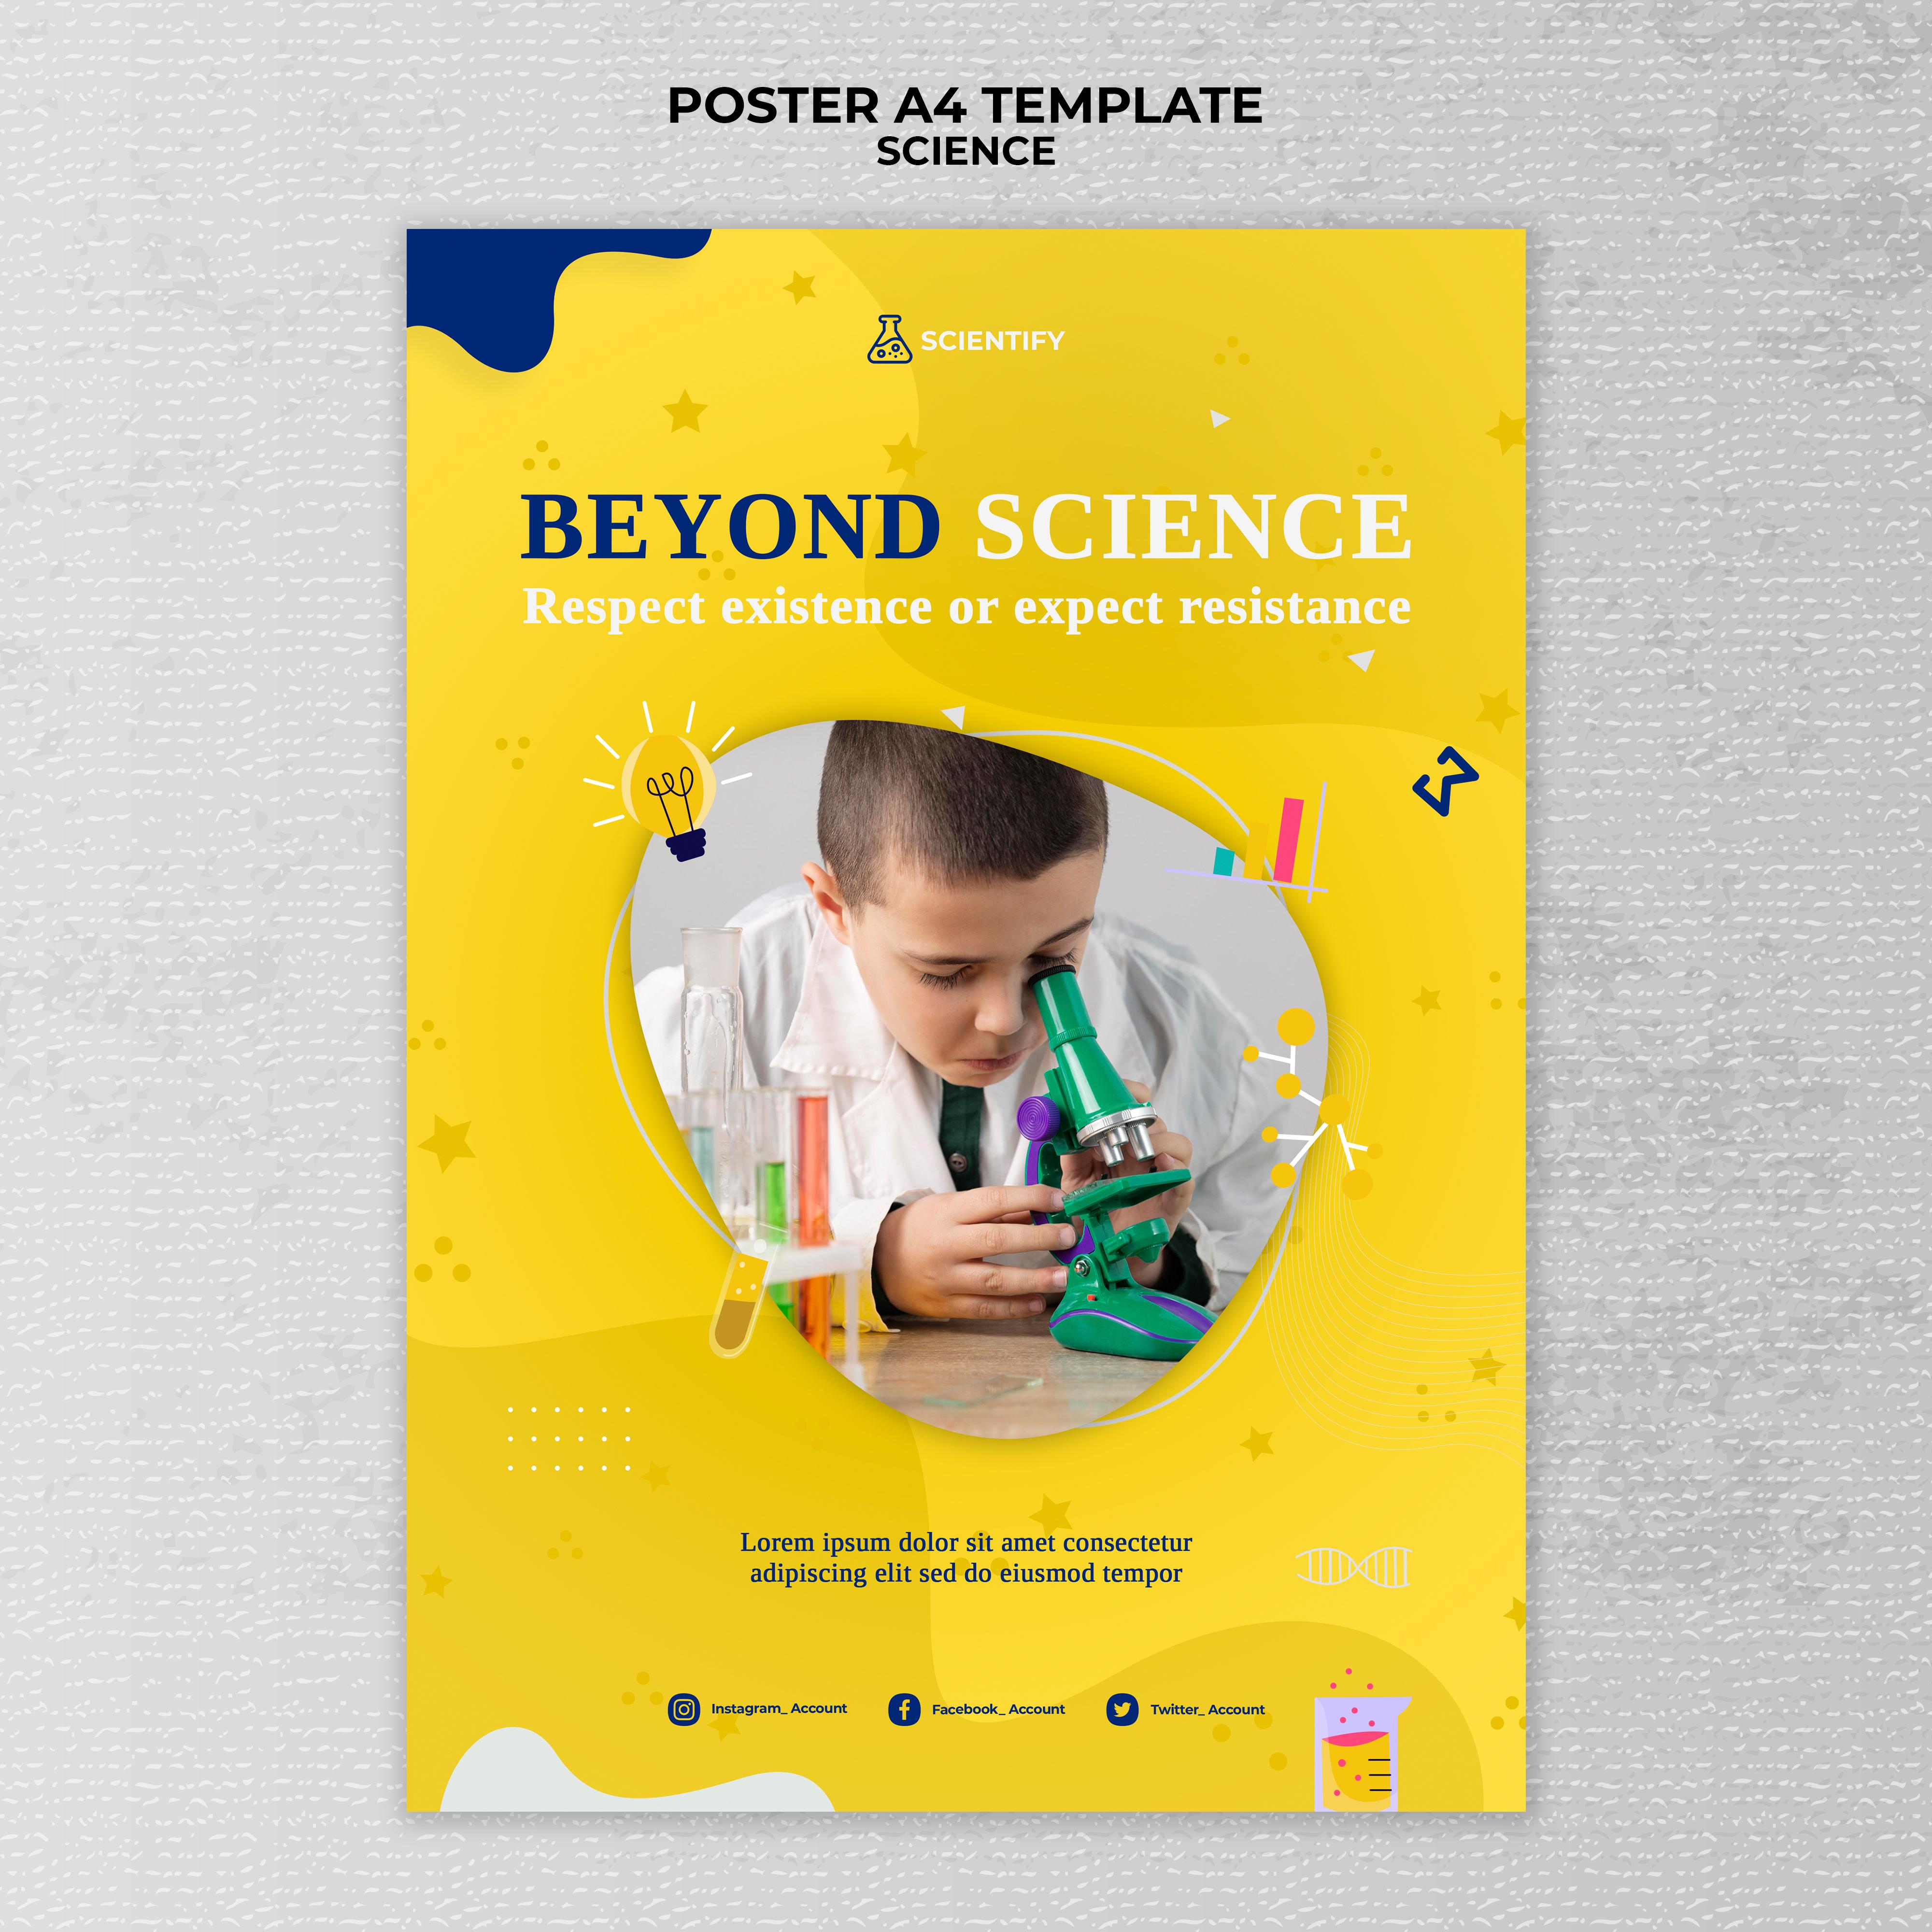 POSTER A4 TEMPLATE
SCIENCE
SCIENTIFY
BEYOND SCIENCE
Respect existence or expect resistance
Lorem ipsum dolor sit amet consectetur
adipiscing elit sed do eiusmod tempor
Instagram_ Account
Facebook_ Account
Twitter_ Account